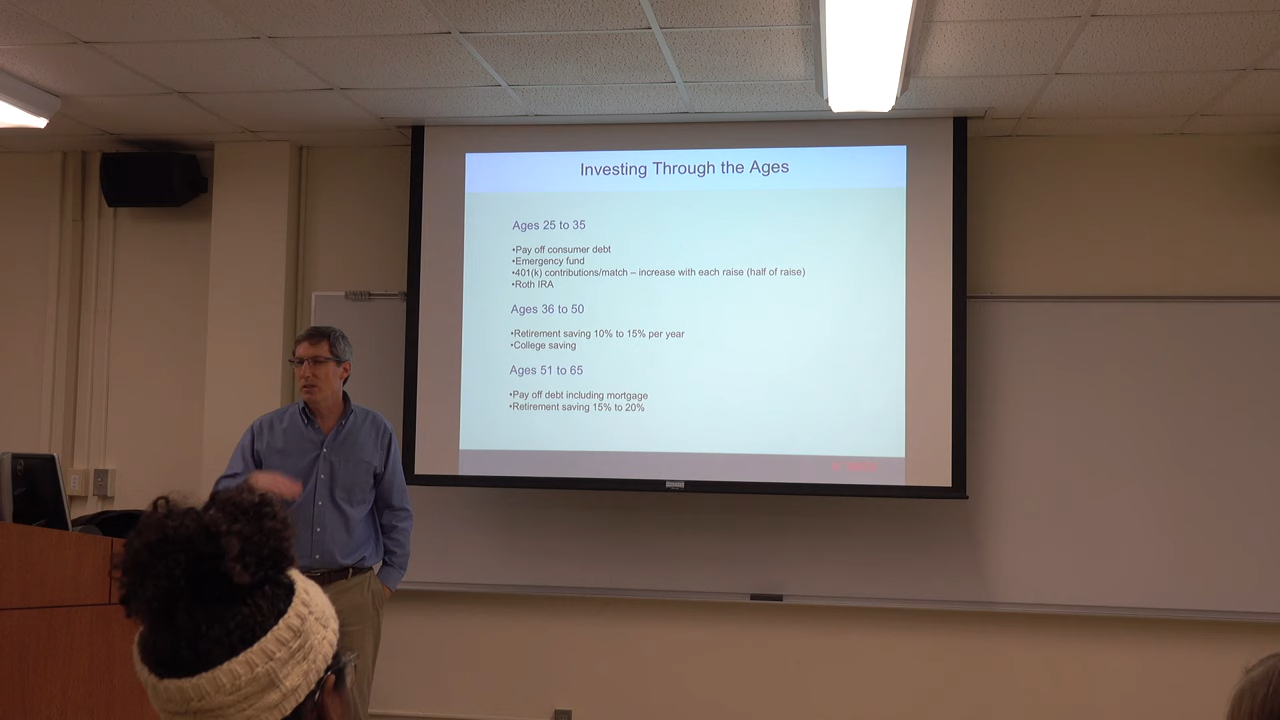 Investing Through the Ages
Ages 25 to 35
•Pay off consumer debt
•Emergency fund
•401(k) contributions/match – increase with each raise (half of raise)
•Roth IRA
Ages 36 to 50
•Retirement saving 10% to 15% per year
•College saving
Ages 51 to 65
•Pay off debt including mortgage
•Retirement saving 15% to 20%